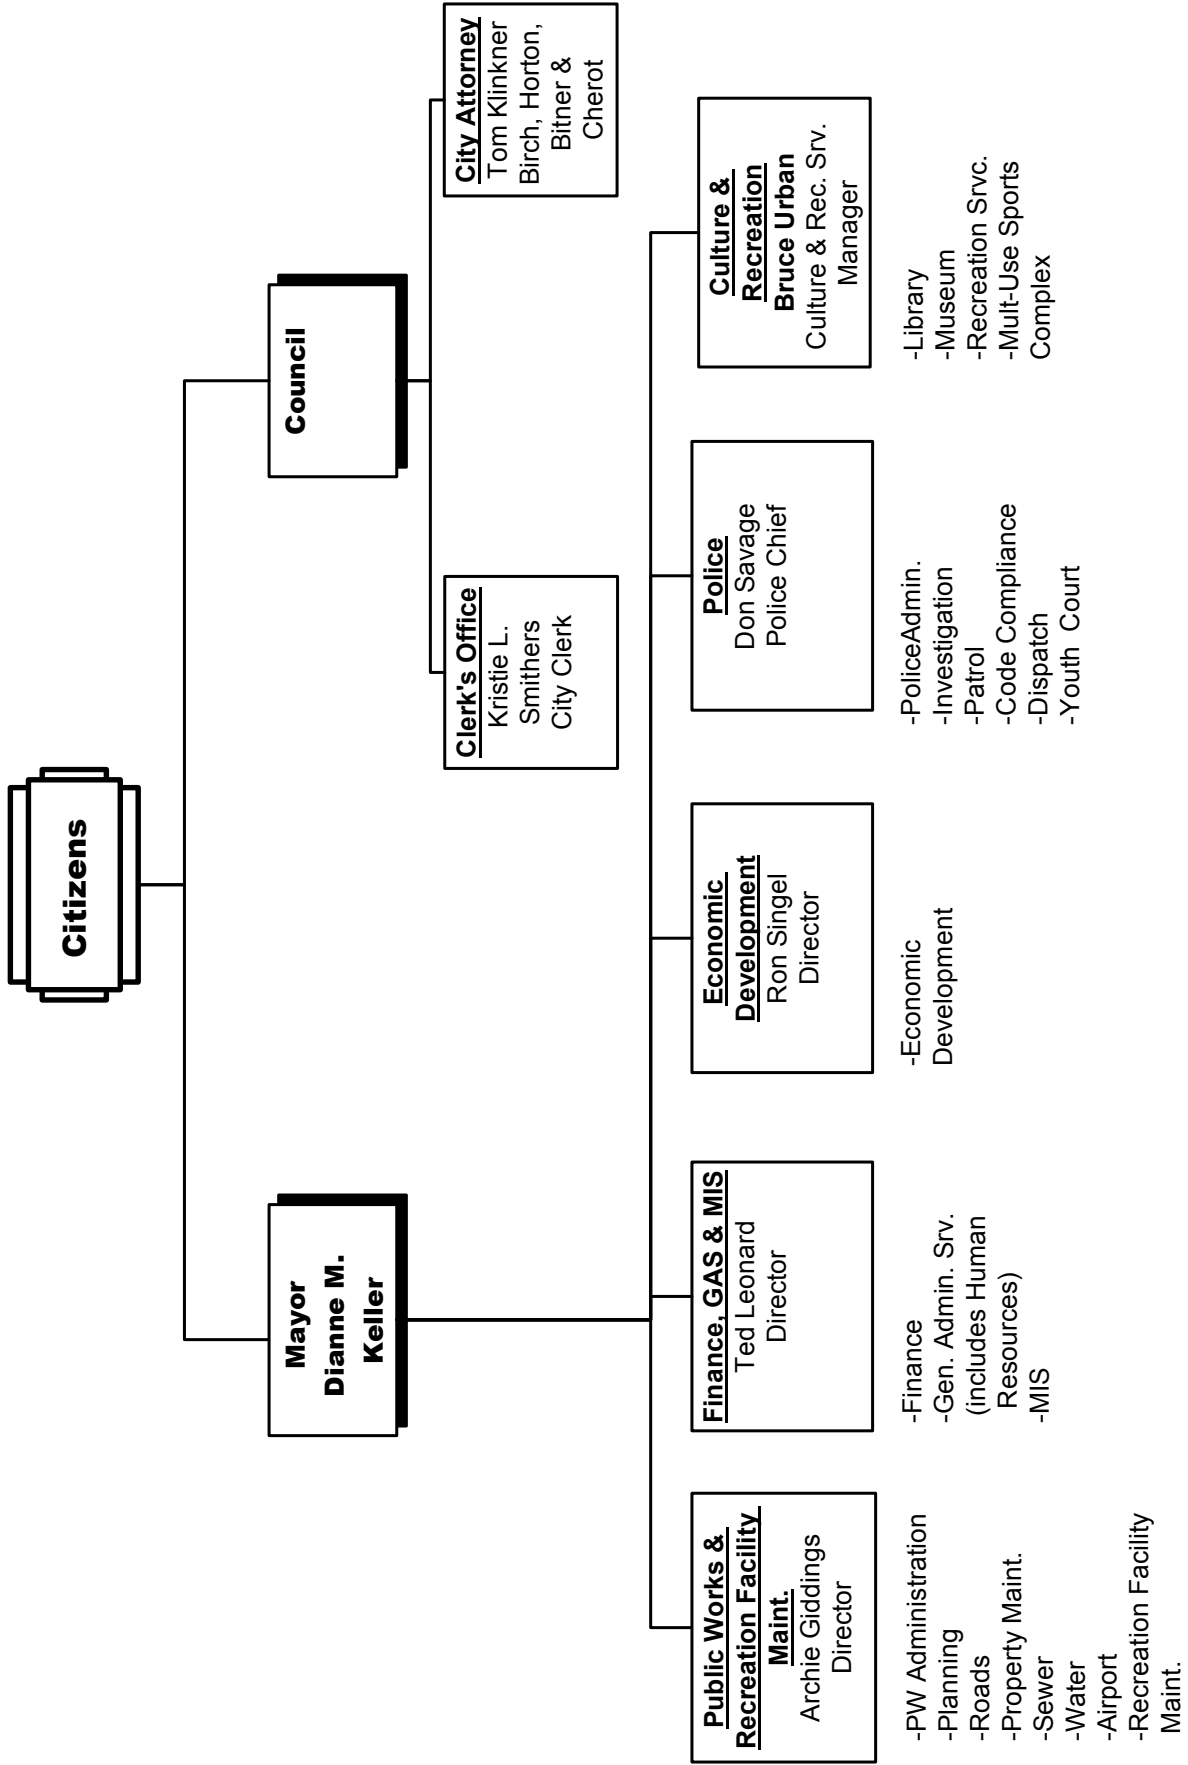 Citizens
Mayor
Dianne M.
Keller
Council
Clerk's Office
Kristie L.
Smithers
City Clerk
City Attorney
Tom Klinkner
Birch, Horton,
Bitner &
Cherot
Public Works &
Recreation Facility
Maint.
Archie Giddings
Director
-PW Administration
-Planning
-Roads
-Property Maint.
-Sewer
-Water
-Airport
-Recreation Facility
Maint.
Finance, GAS & MIS
Ted Leonard
Director
-Finance
-Gen. Admin. Srv.
(includes Human
Resources)
-MIS
Economic
Development
Ron Singel
Director
-Economic
Development
Police
Don Savage
Police Chief
-PoliceAdmin.
-Investigation
-Patrol
-Code Compliance
-Dispatch
-Youth Court
Culture &
Recreation
Bruce Urban
Culture & Rec. Srv.
Manager
-Library
-Museum
-Recreation Srvc.
-Mult-Use Sports
Complex